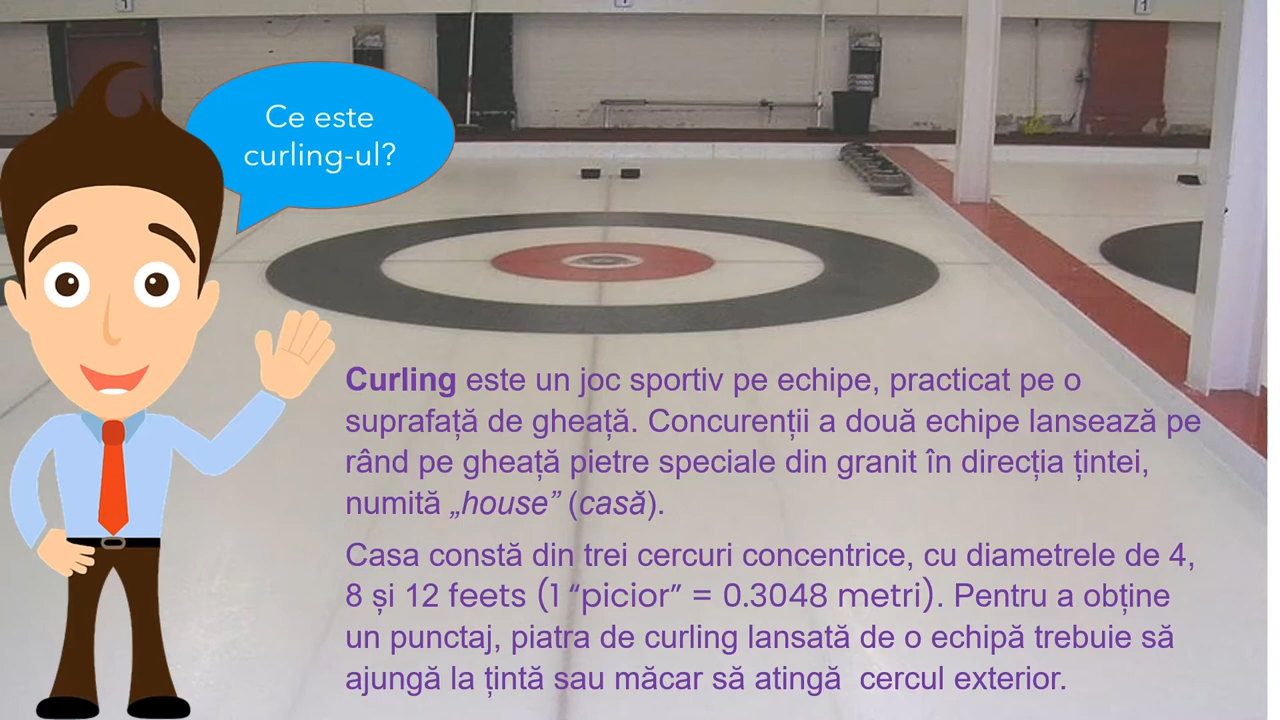 1
1
1
Ce este
curling-ul?
Curling este un joc sportiv pe echipe, practicat pe o
suprafață de gheață. Concurenții a două echipe lansează pe
rând pe gheață pietre speciale din granit în direcția țintei,
numită „house” (casă).
Casa constă din trei cercuri concentrice, cu diametrele de 4,
8 și 12 feets (1 “picior” = 0.3048 metri). Pentru a obține
un punctaj, piatra de curling lansată de o echipă trebuie să
ajungă la țintă sau măcar să atingă  cercul exterior.